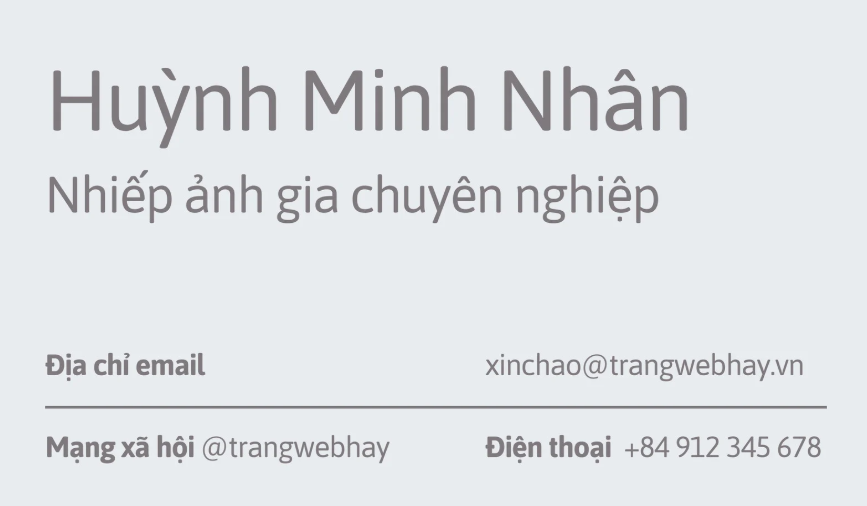 Huỳnh Minh Nhân
Nhiếp ảnh gia chuyên nghiệp
Địa chỉ email xinchao@trangwebhay.vn
Mạng xã hội @trangwebhay Điện thoại +84 912 345 678